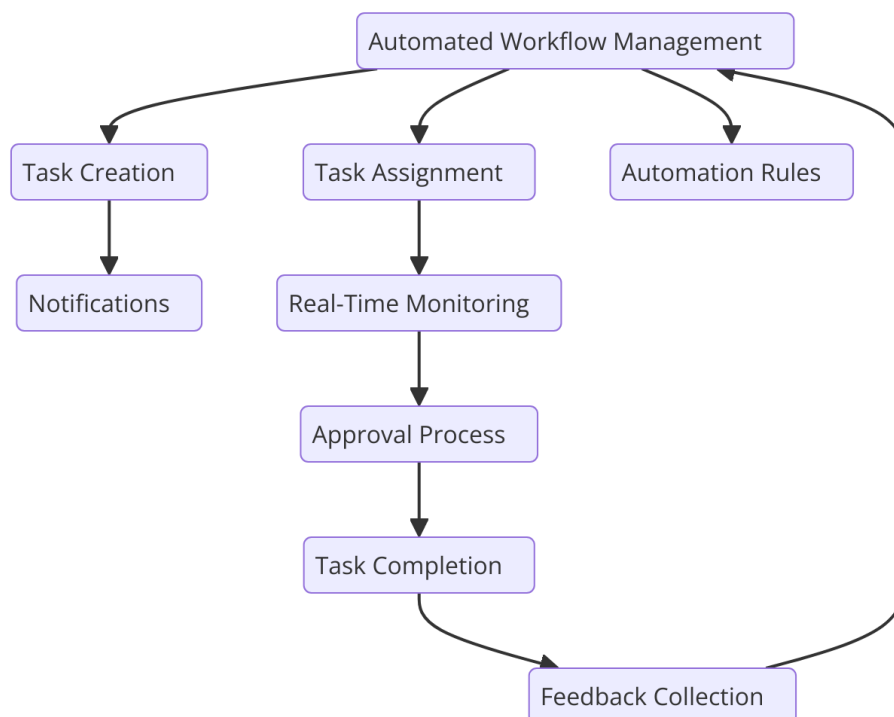 Automated Workflow Management
Task Creation
Task Assignment
Automation Rules
Notifications
Real-Time Monitoring
Approval Process
Task Completion
Feedback Collection